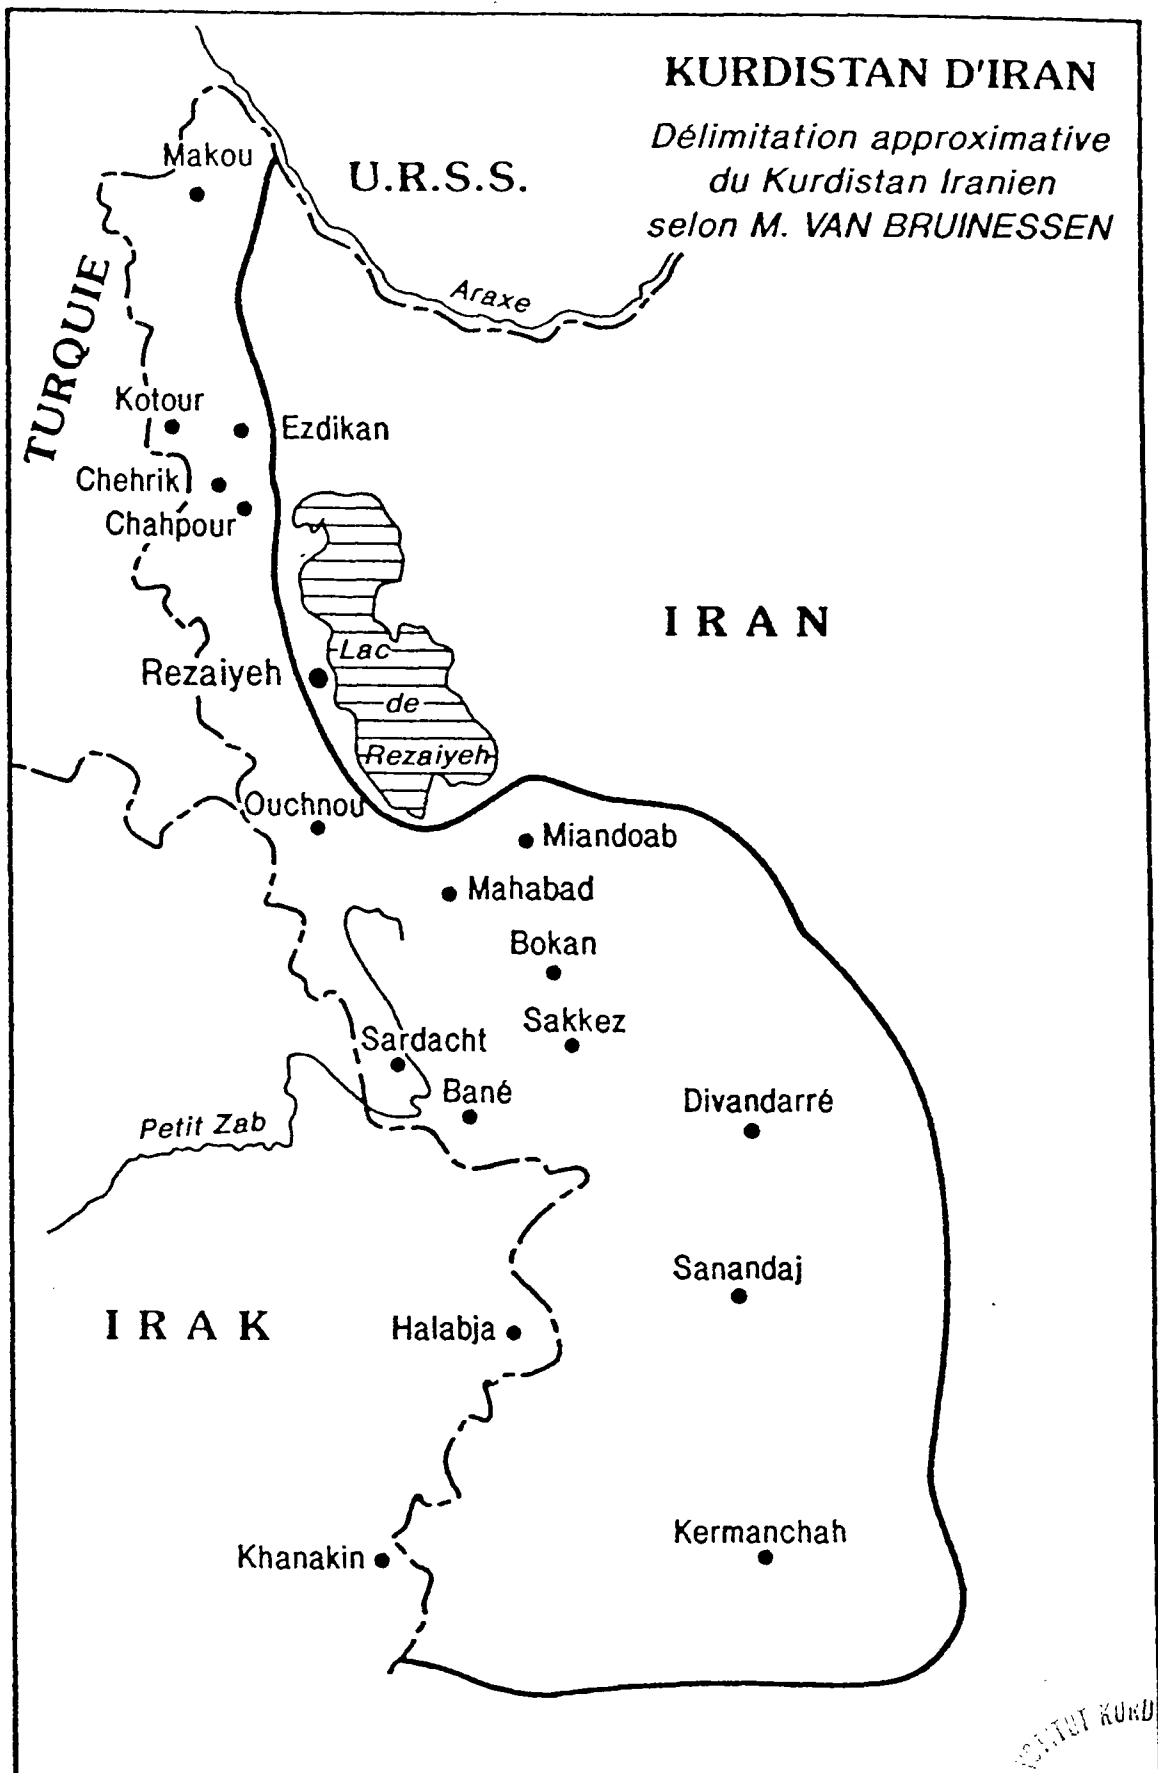 KURDISTAN D'IRAN
Délimitation approximative
du Kurdistan Iranien
selon M. VAN BRUINESSEN
Makou
U.R.S.S.
TURQUIE
Araxe
Kotour
Ezdikan
Chehrik
Chahpour
IRAN
Lac
de
Rezaiyeh
Rezaiyeh
Ouchnou
Miandoab
Mahabad
Bokan
Sakkez
Sardacht
Bané
Divandarré
Petit Zab
Sanandaj
IRAK
Halabja
Kermanchah
Khanakin
KURD